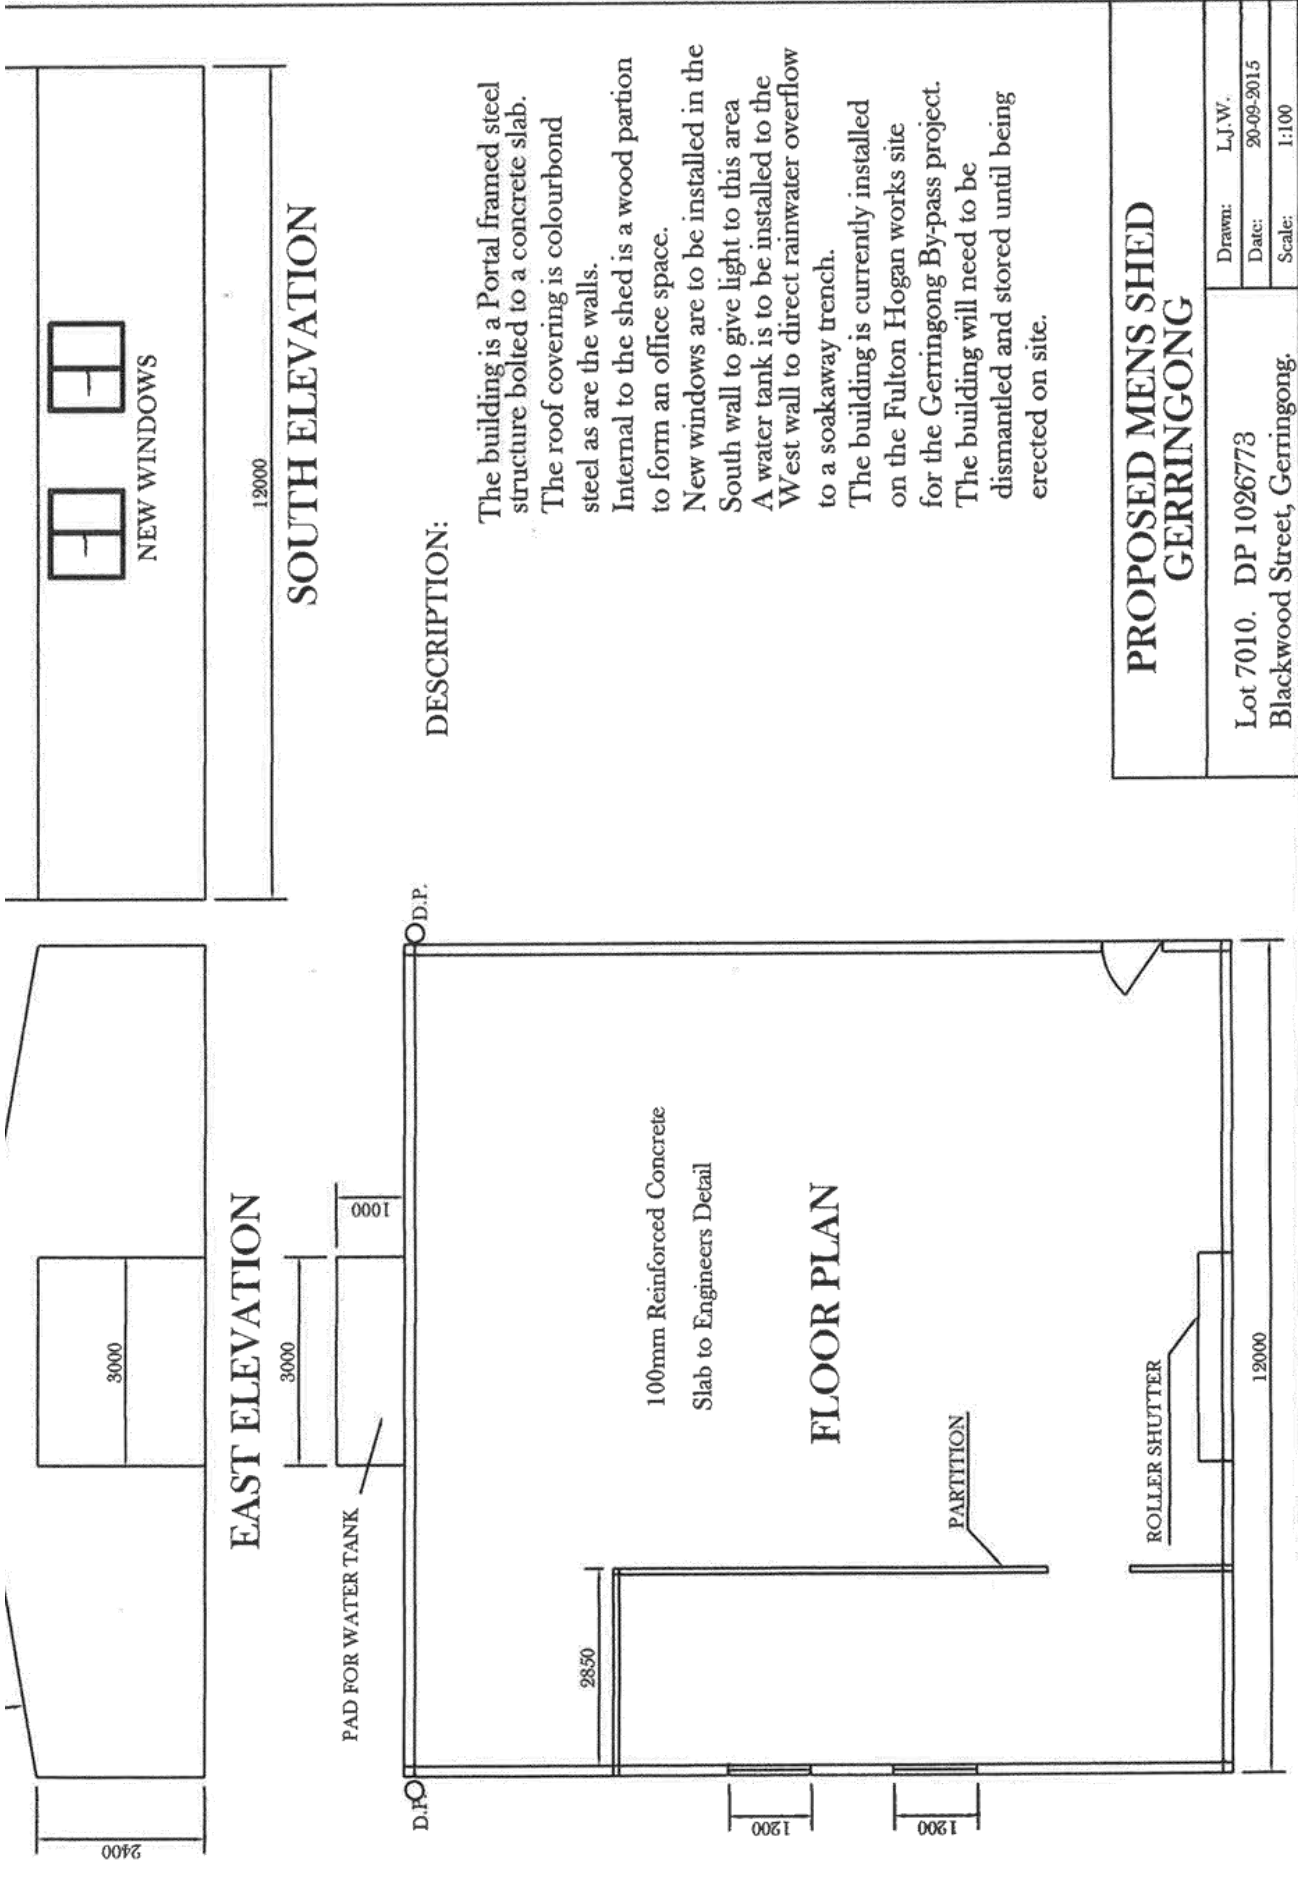 2400
3000
EAST ELEVATION
NEW WINDOWS
12000
SOUTH ELEVATION
PAD FOR WATER TANK
3000
1000
D.P.
D.P.
2850
1200
1200
100mm Reinforced Concrete
Slab to Engineers Detail
FLOOR PLAN
PARTITION
ROLLER SHUTTER
12000
DESCRIPTION:
The building is a Portal framed steel
structure bolted to a concrete slab.
The roof covering is colourbond
steel as are the walls.
Internal to the shed is a wood partion
to form an office space.
New windows are to be installed in the
South wall to give light to this area
A water tank is to be installed to the
West wall to direct rainwater overflow
to a soakaway trench.
The building is currently installed
on the Fulton Hogan works site
for the Gerringong By-pass project.
The building will need to be
dismantled and stored until being
erected on site.
PROPOSED MENS SHED
GERRINGONG
Lot 7010. DP 1026773
Blackwood Street, Gerringong.
Drawn: L.J.W.
Date: 20-09-2015
Scale: 1:100